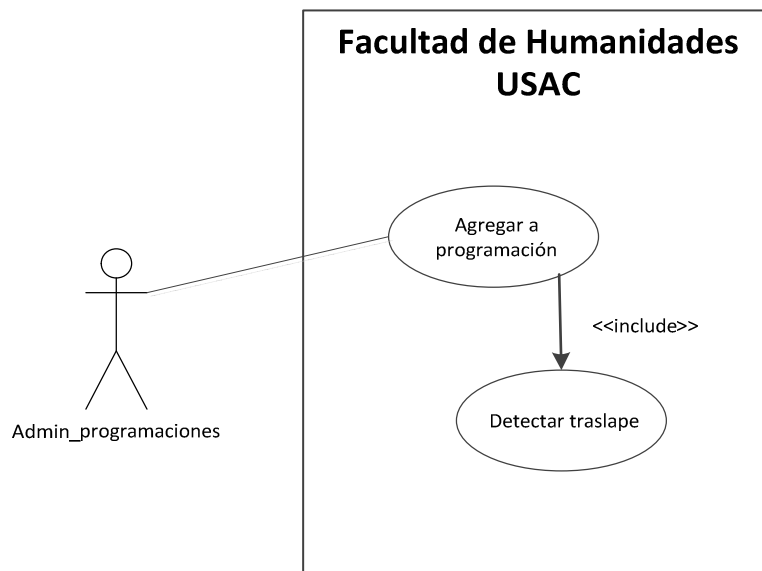 Facultad de Humanidades
USAC
Agregar a
programación
<<include>>
Detectar traslape
Admin_programaciones